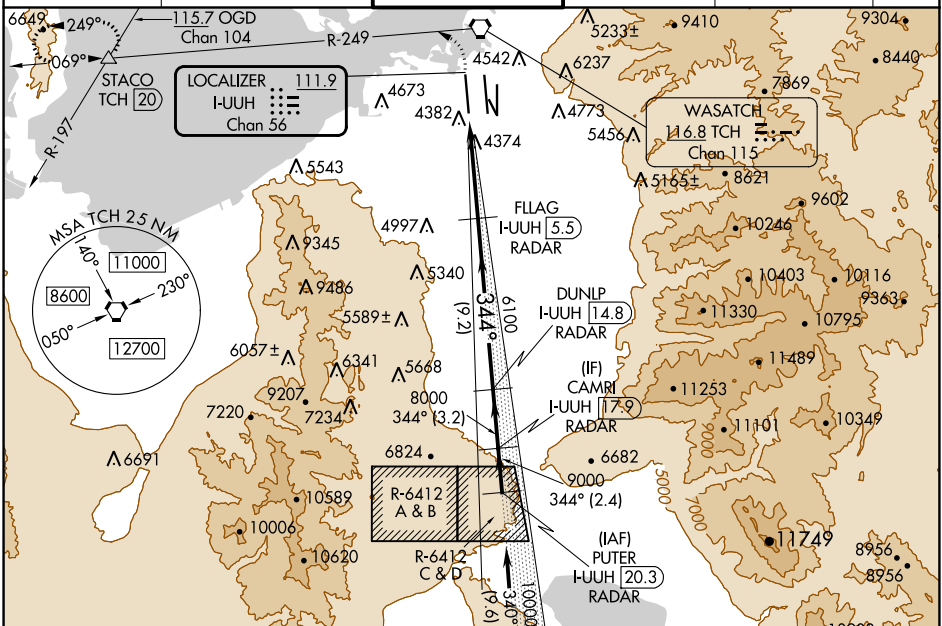 6649
249°
069°
115.7 OGD
Chan 104
R-249
STACO
TCH 20
R-197
LOCALIZER 111.9
I-UUH
Chan 56
4542
5233±
6237
9410
9304
8440
7869
4673
4382
4374
4773
5456
WASATCH
116.8 TCH
Chan 115
5543
5165±
8621
9602
MSA TCH 25 NM
140°
11000
8600
230°
050°
12700
9345
4997
FLLAG
I-UUH 5.5
RADAR
10246
9486
5340
5589±
(9.2)
344°
6100
DUNLP
I-UUH 14.8
RADAR
10403
10116
9363
11330
10795
6057±
6341
5668
11489
(IF)
CAMRI
I-UUH 17.9
RADAR
11253
9207
7220
7234
8000
344° (3.2)
11101
10349
9000
6691
6824
6682
9000
344° (2.4)
5000
7000
R-6412
A & B
10589
10006
10620
R-6412
C & D
(IAF)
PUTER
I-UUH 20.3
RADAR
11749
8956
8956
(9.6)
340°
10000